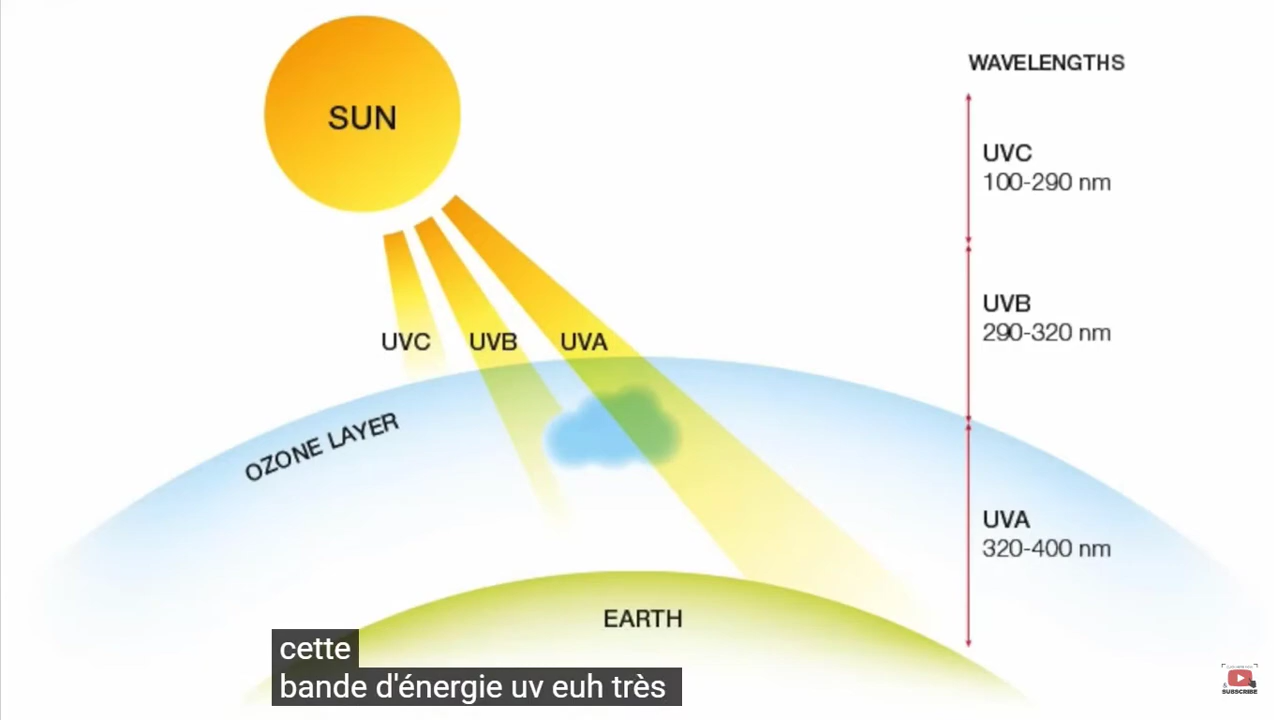 SUN
WAVELENGTHS
UVC
100-290 nm
UVB
290-320 nm
UVA
320-400 nm
UVC
UVB
UVA
OZONE LAYER
EARTH
cette
bande d'énergie uv euh très
SUBSCRIBE